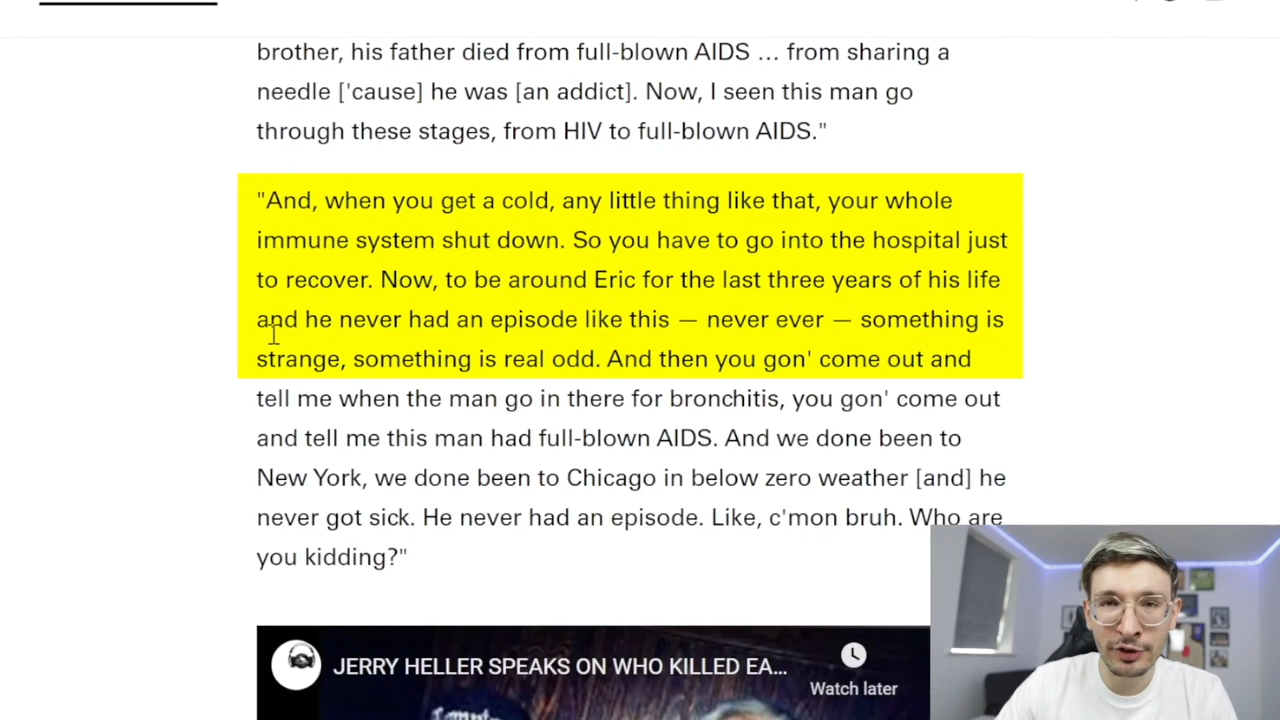 brother, his father died from full-blown AIDS … from sharing a
needle ['cause] he was [an addict]. Now, I seen this man go
through these stages, from HIV to full-blown AIDS."
"And, when you get a cold, any little thing like that, your whole
immune system shut down. So you have to go into the hospital just
to recover. Now, to be around Eric for the last three years of his life
and he never had an episode like this — never ever — something is
strange, something is real odd. And then you gon' come out and
tell me when the man go in there for bronchitis, you gon' come out
and tell me this man had full-blown AIDS. And we done been to
New York, we done been to Chicago in below zero weather [and] he
never got sick. He never had an episode. Like, c'mon bruh. Who are
you kidding?"
JERRY HELLER SPEAKS ON WHO KILLED EA...
Watch later